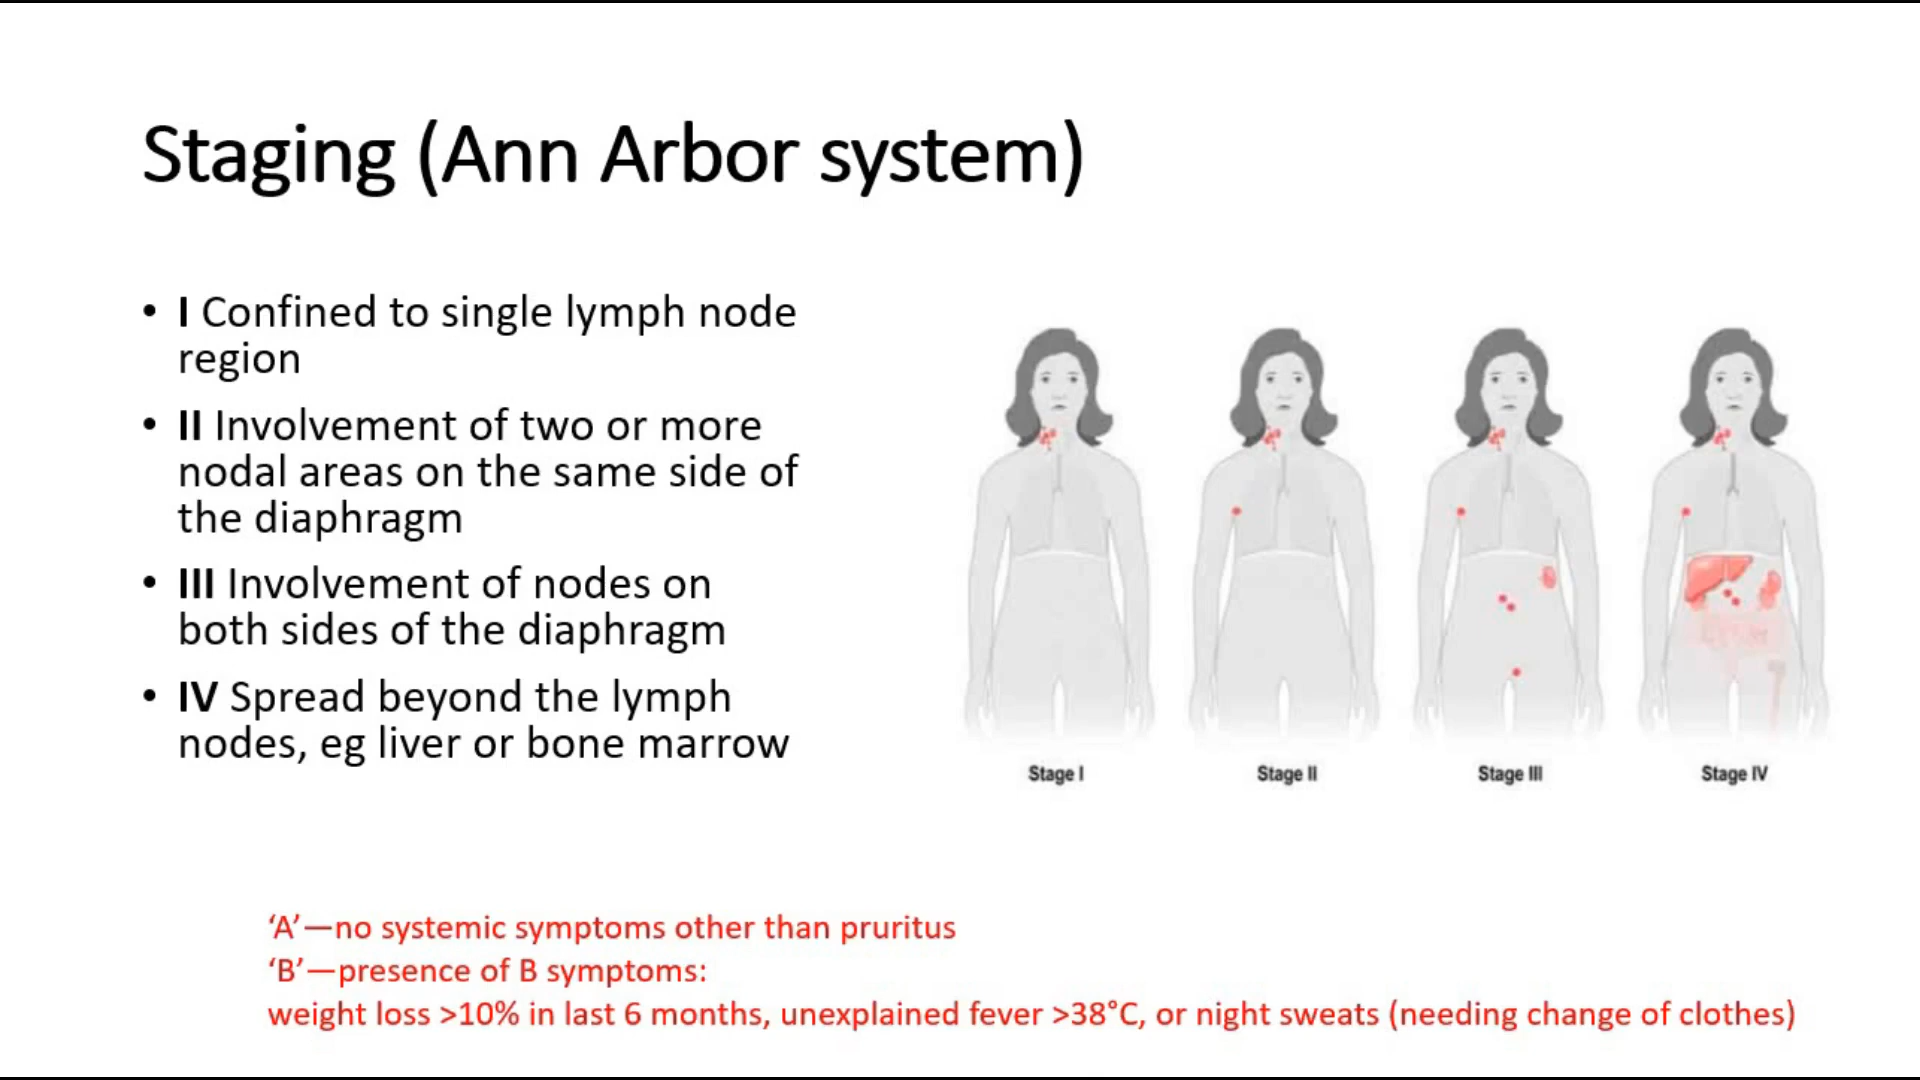 Staging (Ann Arbor system)
• I Confined to single lymph node
region
• II Involvement of two or more
nodal areas on the same side of
the diaphragm
• III Involvement of nodes on
both sides of the diaphragm
• IV Spread beyond the lymph
nodes, eg liver or bone marrow
Stage I
Stage II
Stage III
Stage IV
‘A’—no systemic symptoms other than pruritus
‘B’—presence of B symptoms:
weight loss >10% in last 6 months, unexplained fever >38°C, or night sweats (needing change of clothes)